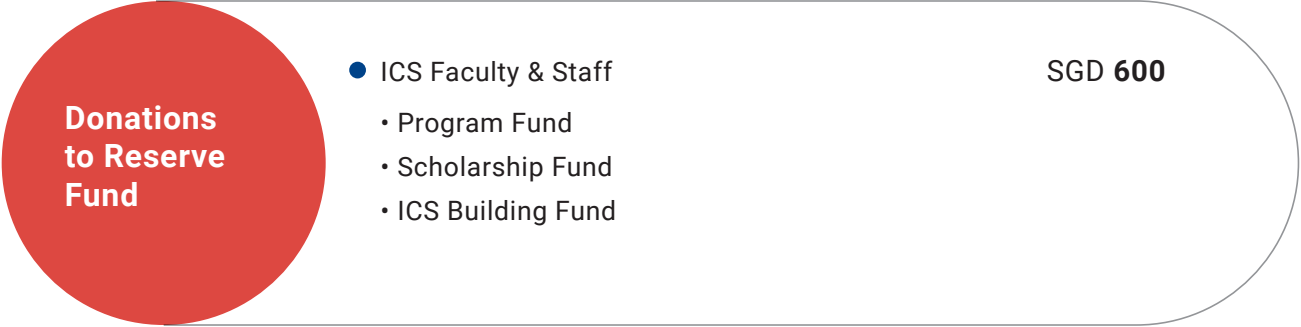 Donations
to Reserve
Fund
ICS Faculty & Staff SGD 600
• Program Fund
• Scholarship Fund
• ICS Building Fund